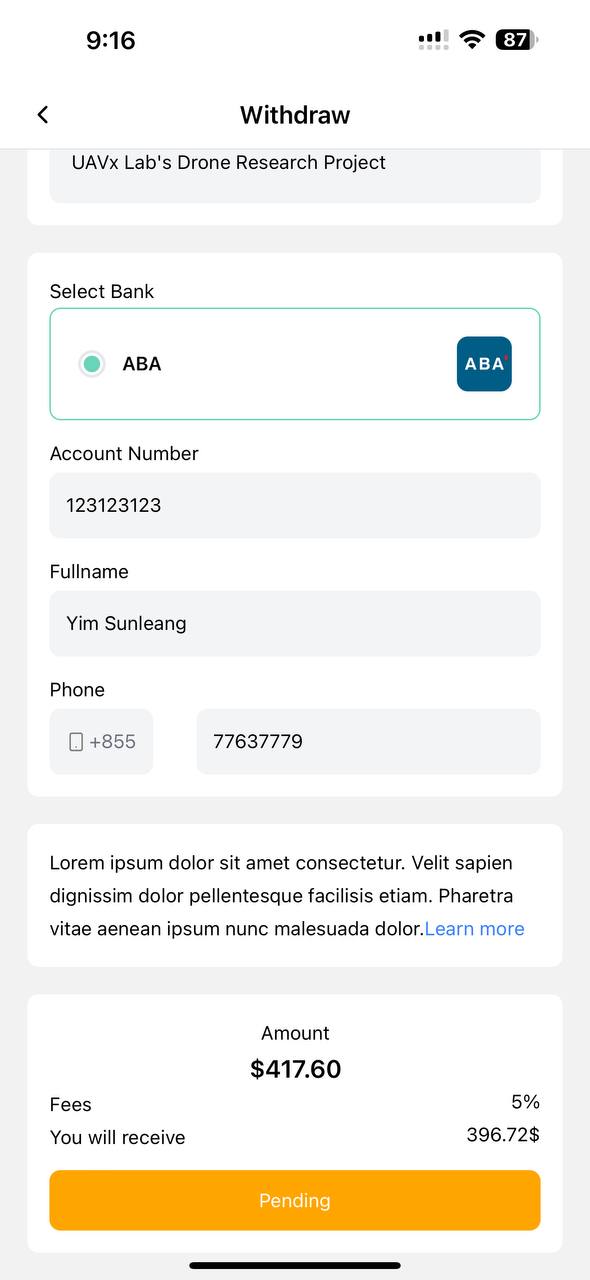 9:16
87
Withdraw
UAVx Lab's Drone Research Project
Select Bank
ABA
ABA'
Account Number
123123123
Fullname
Yim Sunleang
Phone
+855
77637779
Lorem ipsum dolor sit amet consectetur. Velit sapien
dignissim dolor pellentesque facilisis etiam. Pharetra
vitae aenean ipsum nunc malesuada dolor.Learn more
Amount
$417.60
Fees 5%
You will receive 396.72$
Pending